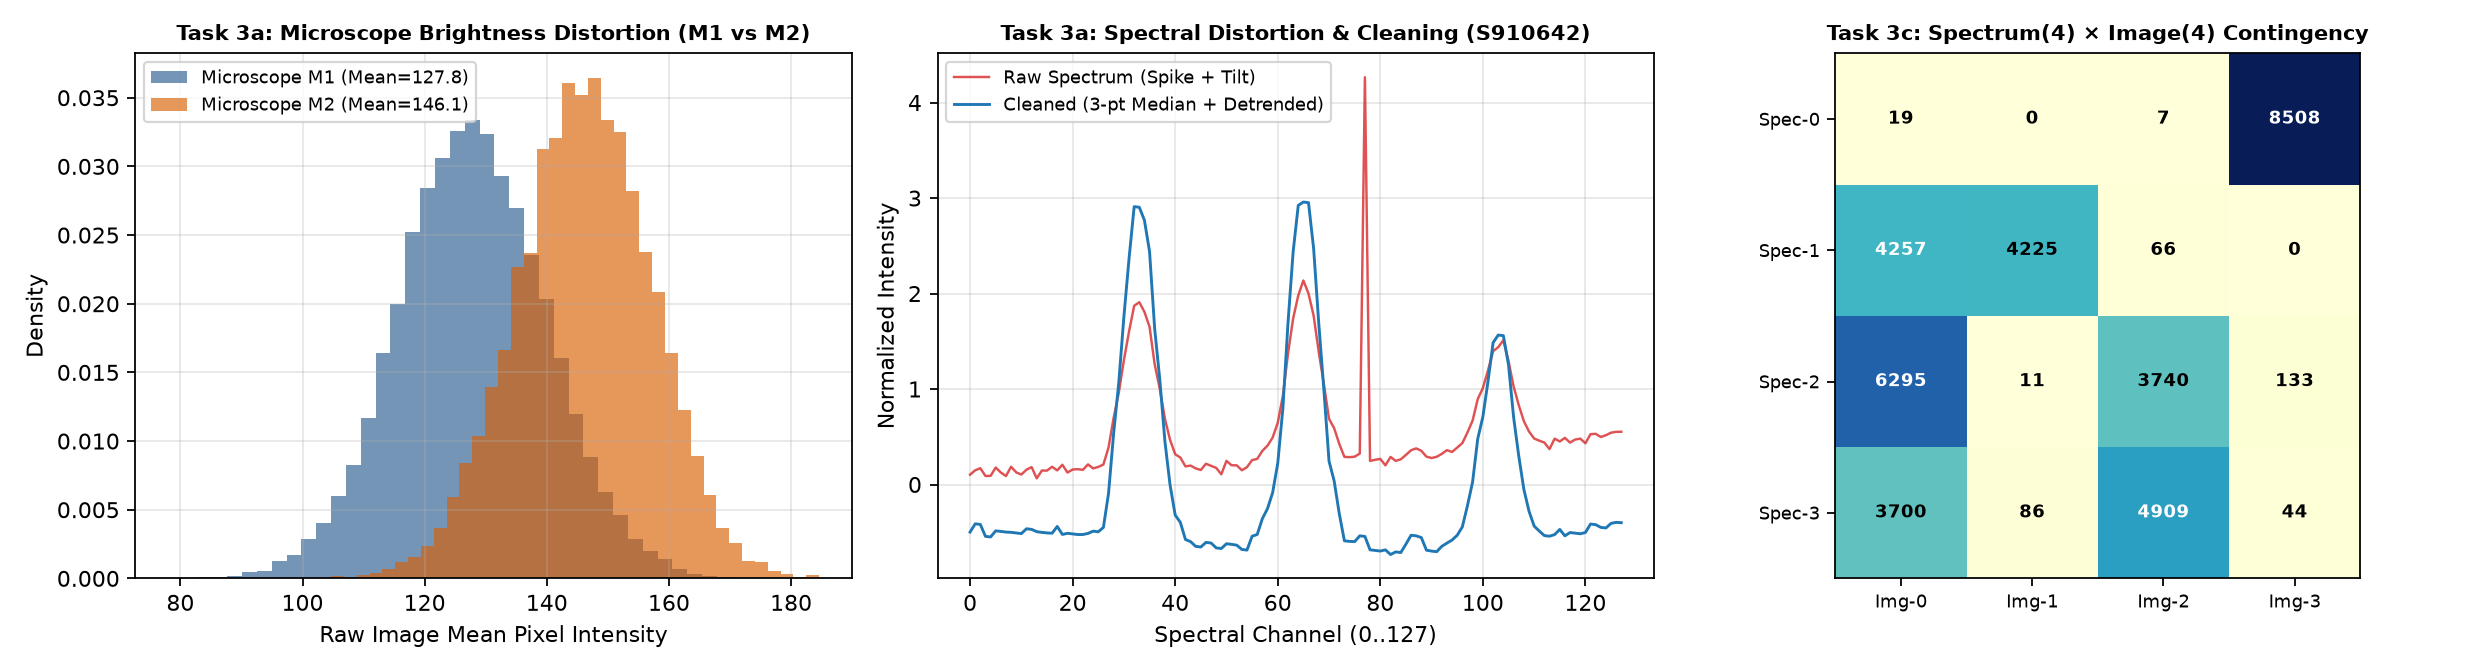 Task 3a: Microscope Brightness Distortion (M1 vs M2)
Microscope M1 (Mean=127.8)
Microscope M2 (Mean=146.1)
Density
0.035
0.030
0.025
0.020
0.015
0.010
0.005
0.000
80 100 120 140 160 180
Raw Image Mean Pixel Intensity
Task 3a: Spectral Distortion & Cleaning (S910642)
Raw Spectrum (Spike + Tilt)
Cleaned (3-pt Median + Detrended)
Normalized Intensity
4
3
2
1
0
0 20 40 60 80 100 120
Spectral Channel (0..127)
Task 3c: Spectrum(4) × Image(4) Contingency
Spec-0 19 0 7 8508
Spec-1 4257 4225 66 0
Spec-2 6295 11 3740 133
Spec-3 3700 86 4909 44
Img-0 Img-1 Img-2 Img-3